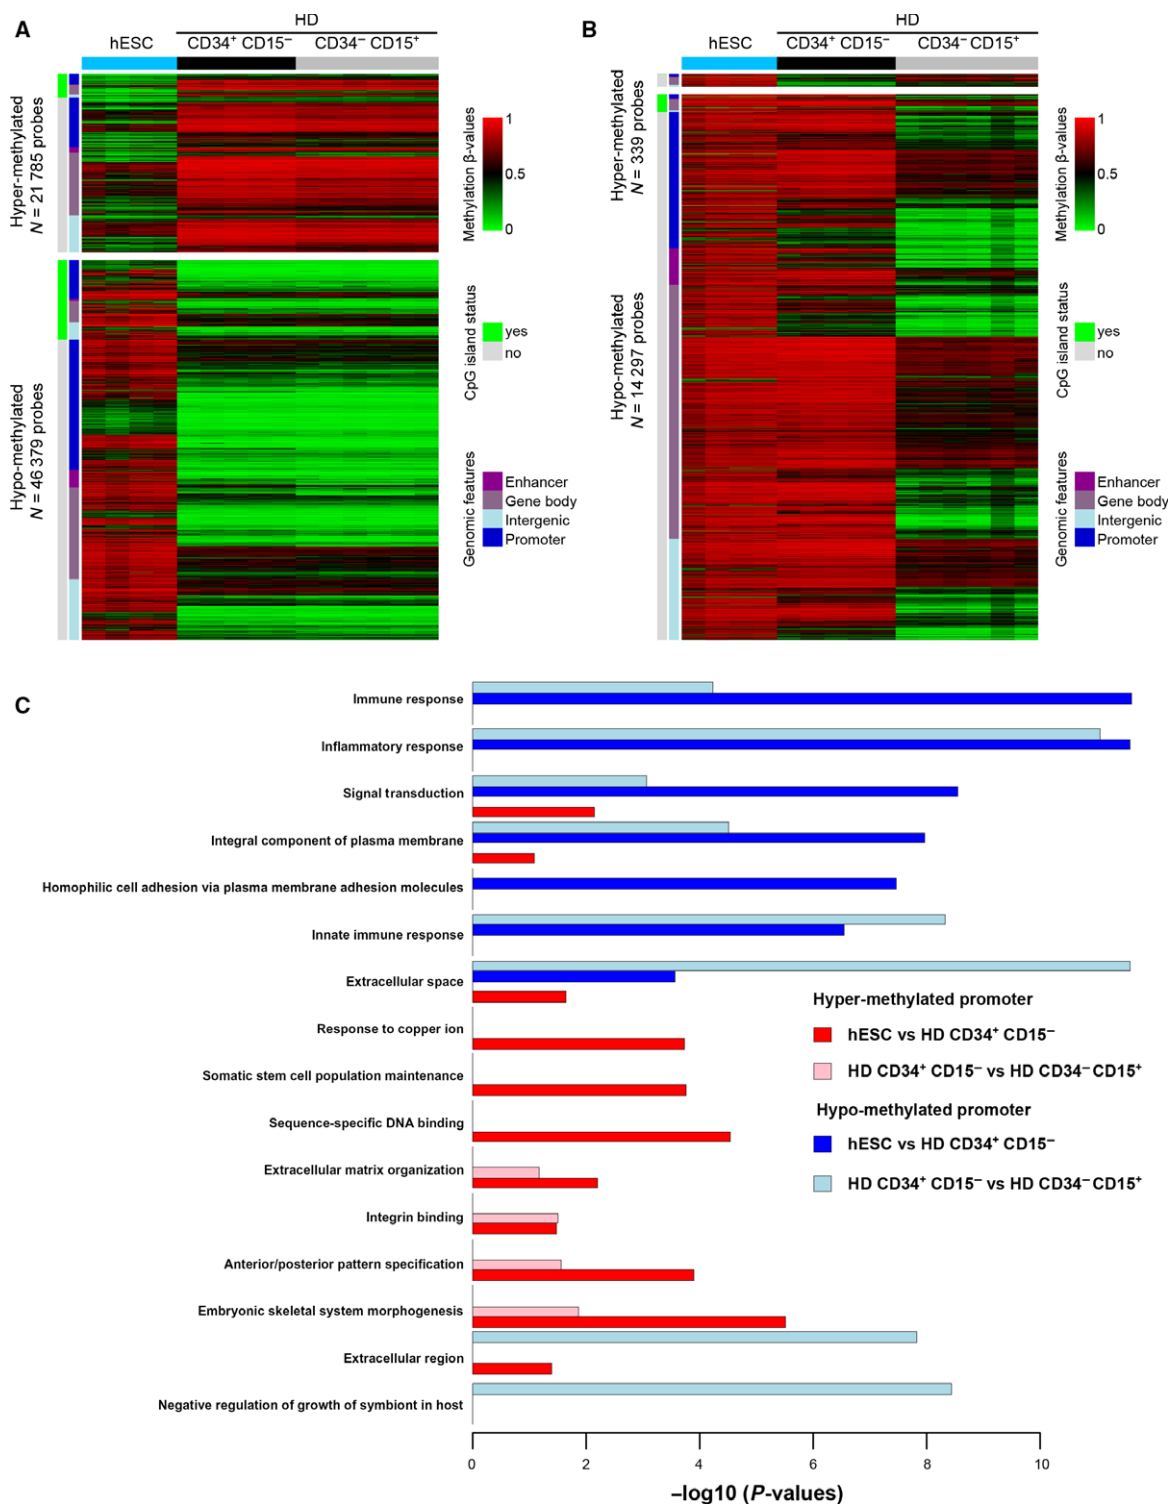 A
HD
hESC
CD34⁺ CD15⁻
CD34⁻ CD15⁺
Hyper-methylated
N = 21 785 probes
Hypo-methylated
N = 46 379 probes
Methylation β-values
1
0.5
0
CpG island status
yes
no
Genomic features
Enhancer
Gene body
Intergenic
Promoter
B
HD
hESC
CD34⁺ CD15⁻
CD34⁻ CD15⁺
Hyper-methylated
N = 339 probes
Hypo-methylated
N = 14 297 probes
Methylation β-values
1
0.5
0
CpG island status
yes
no
Genomic features
Enhancer
Gene body
Intergenic
Promoter
C
Immune response
Inflammatory response
Signal transduction
Integral component of plasma membrane
Homophilic cell adhesion via plasma membrane adhesion molecules
Innate immune response
Extracellular space
Response to copper ion
Somatic stem cell population maintenance
Sequence-specific DNA binding
Extracellular matrix organization
Integrin binding
Anterior/posterior pattern specification
Embryonic skeletal system morphogenesis
Extracellular region
Negative regulation of growth of symbiont in host
Hyper-methylated promoter
hESC vs HD CD34⁺ CD15⁻
HD CD34⁺ CD15⁻ vs HD CD34⁻ CD15⁺
Hypo-methylated promoter
hESC vs HD CD34⁺ CD15⁻
HD CD34⁺ CD15⁻ vs HD CD34⁻ CD15⁺
0 2 4 6 8 10
−log10 (P-values)